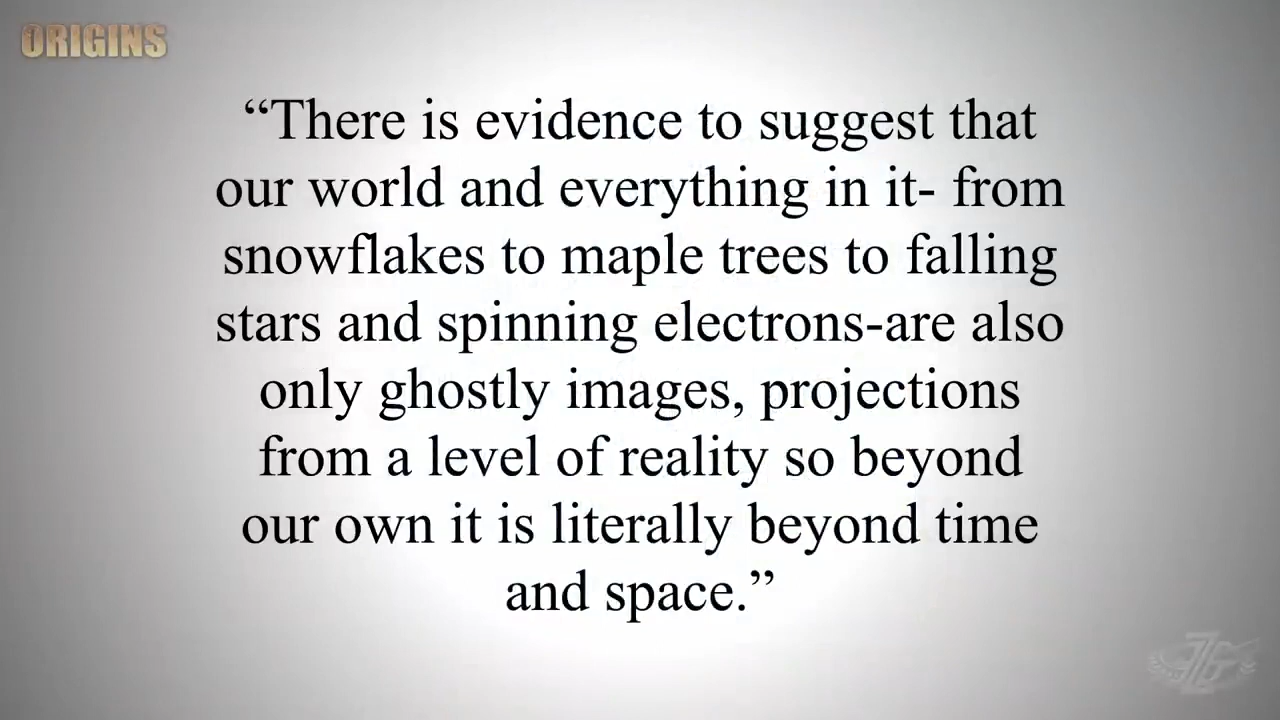 ORIGINS
“There is evidence to suggest that
our world and everything in it- from
snowflakes to maple trees to falling
stars and spinning electrons-are also
only ghostly images, projections
from a level of reality so beyond
our own it is literally beyond time
and space.”